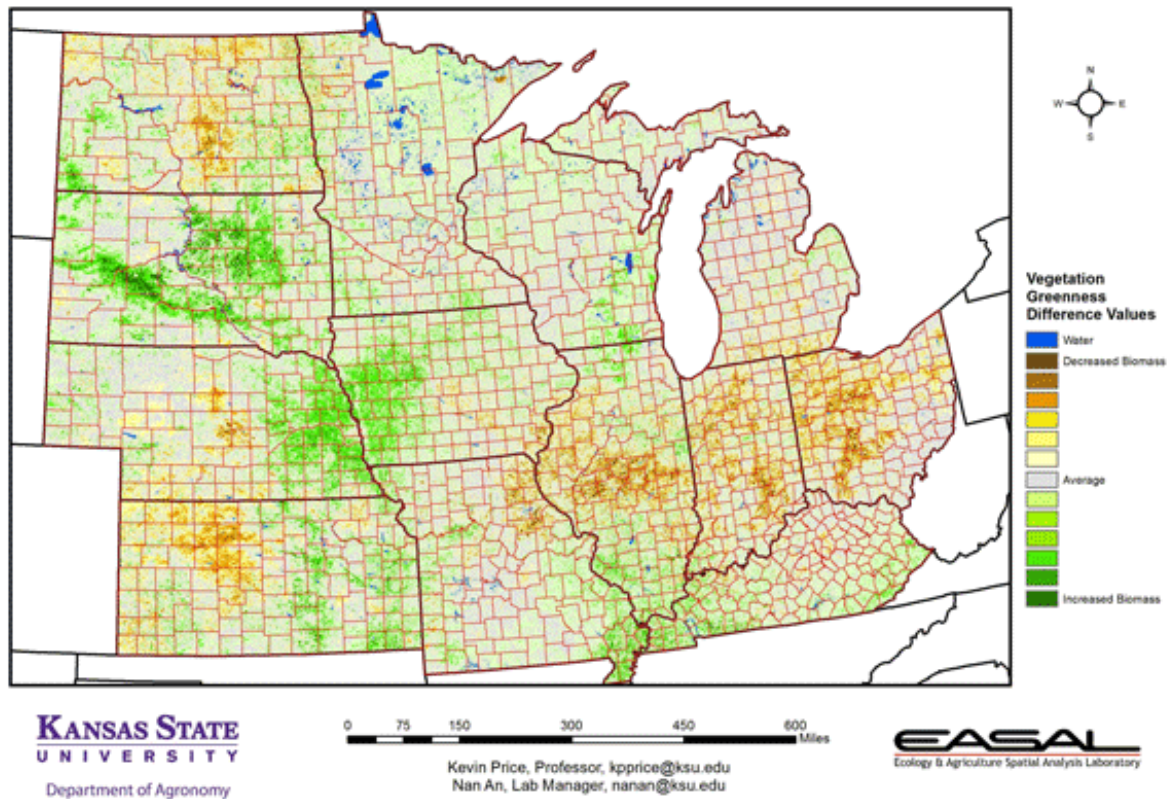 N
W
E
S
Vegetation
Greenness
Difference Values
Water
Decreased Biomass
Average
Increased Biomass
KANSAS STATE
UNIVERSITY
Department of Agronomy
0 75 150 300 450 600
Miles
Kevin Price, Professor, kpprice@ksu.edu
Nan An, Lab Manager, nanan@ksu.edu
EASAL
Ecology & Agriculture Spatial Analysis Laboratory